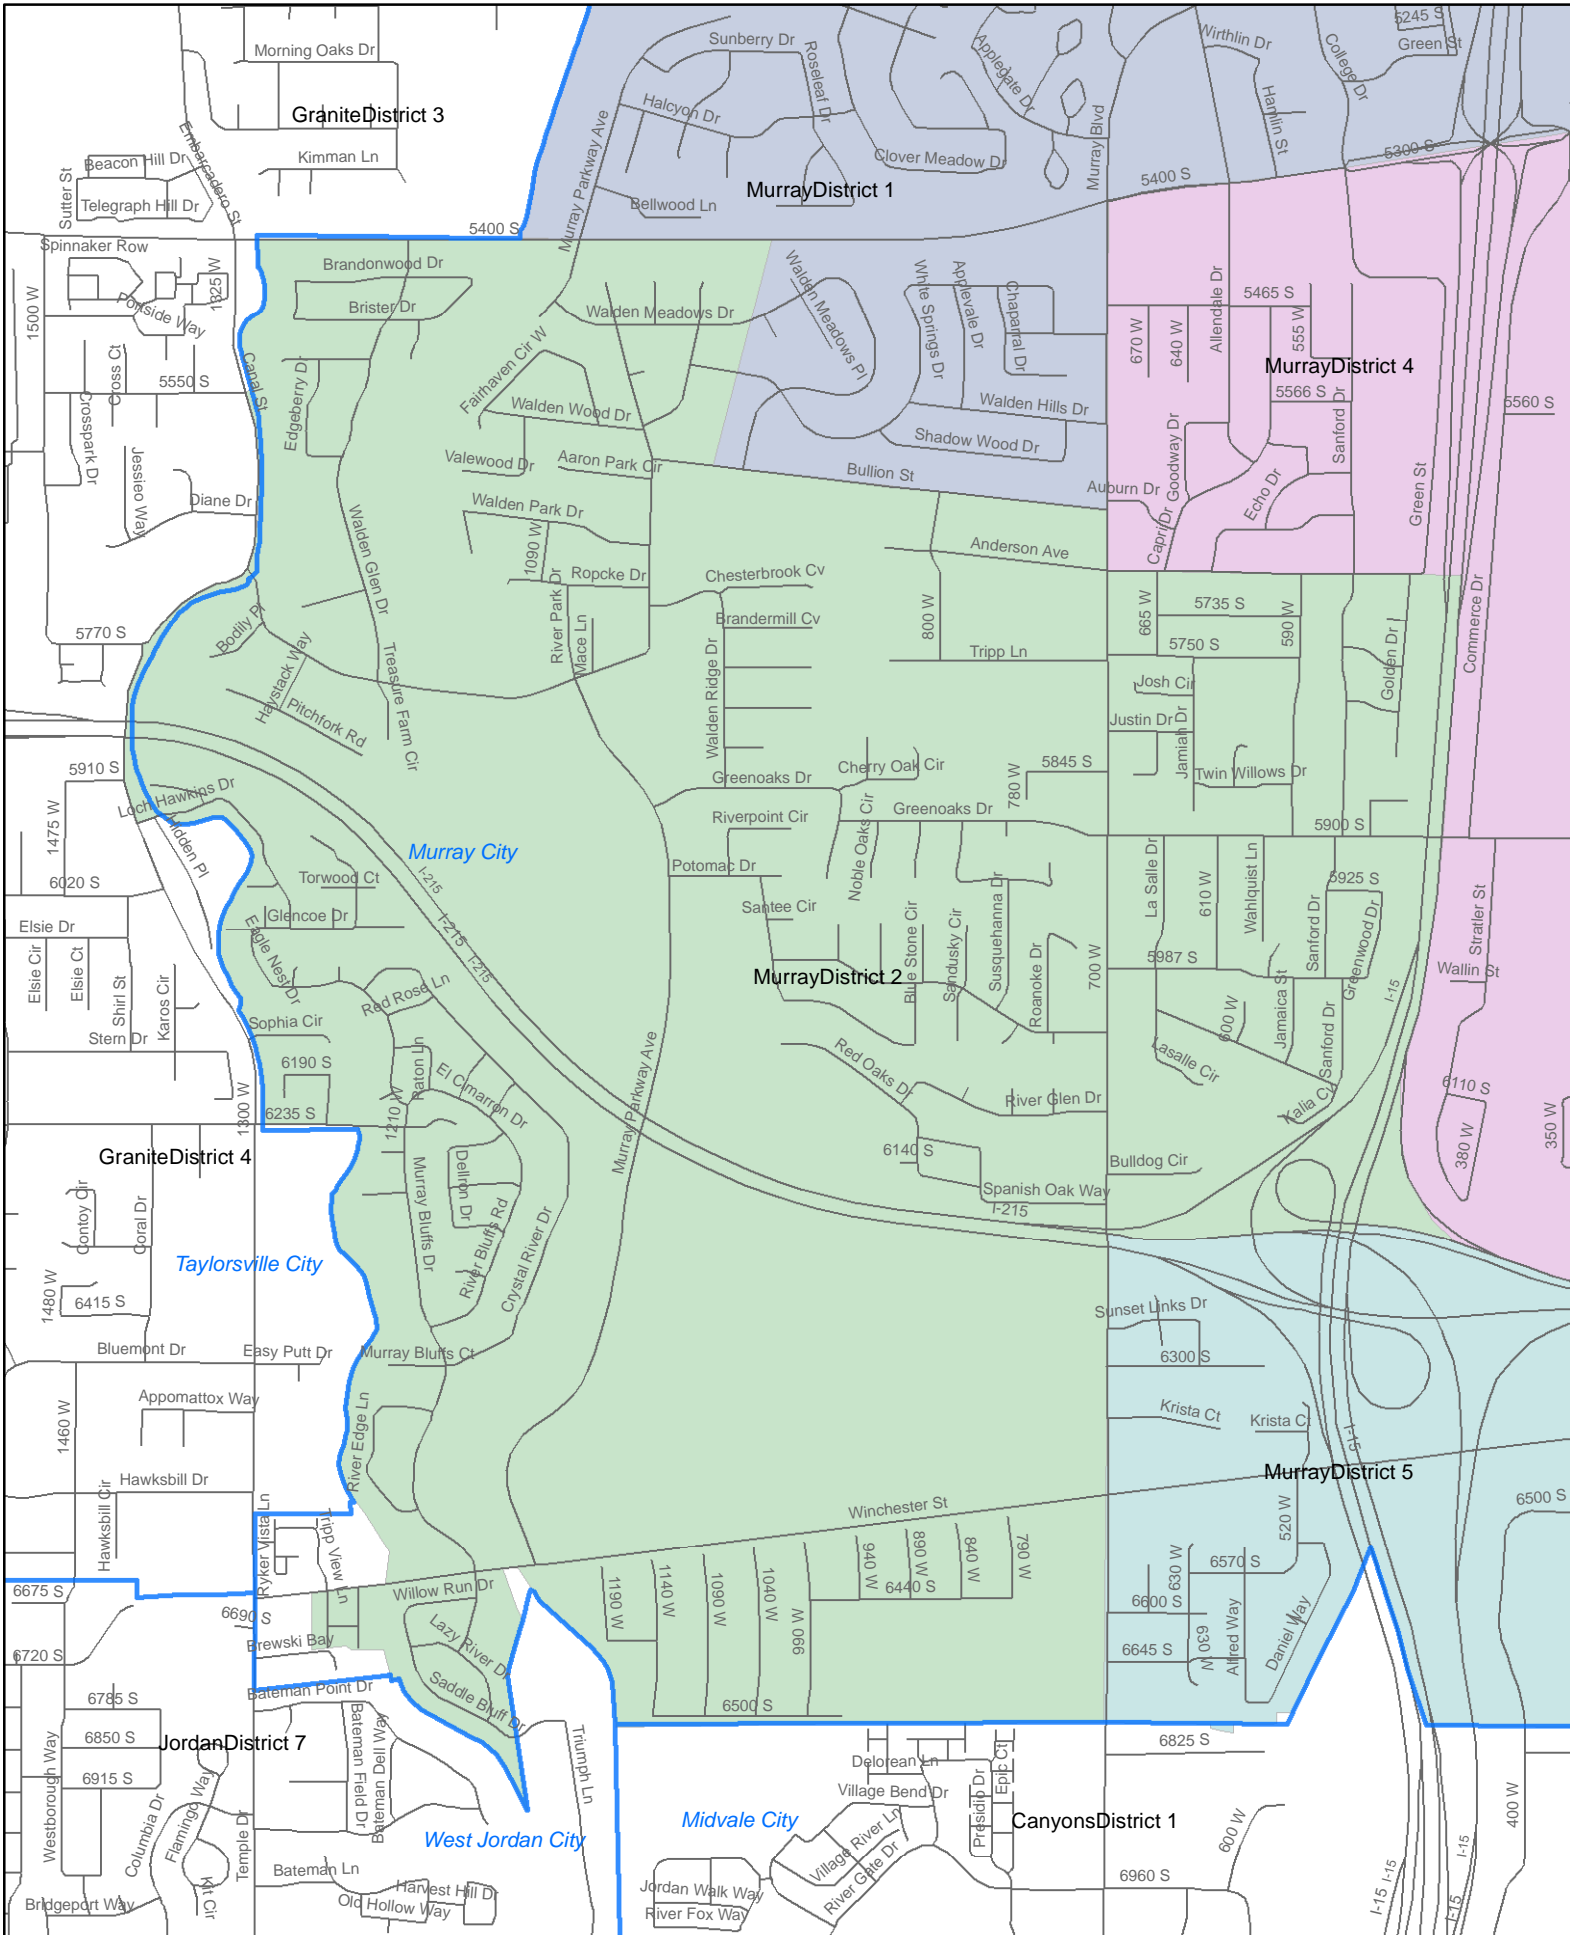 Morning Oaks Dr
GraniteDistrict 3
Embarcadero St
Beacon Hill Dr
Kimman Ln
Sutter St
Telegraph Hill Dr
Spinnaker Row
5400 S
Sunberry Dr
Roseleaf Dr
Halcyon Dr
Murray Parkway Ave
Bellwood Ln
Clover Meadow Dr
MurrayDistrict 1
Applegate Dr
Murray Blvd
Wirthlin Dr
Hamlin St
College Dr
5245 S
Green St
5300 S
5400 S
1500 W
Portside Way
1325 W
Canal St
Cross Ct
5550 S
Crosspark Dr
Jessieo Way
Diane Dr
Brandonwood Dr
Brister Dr
Edgeberry Dr
Walden Meadows Dr
Fairhaven Cir W
Walden Wood Dr
Valewood Dr
Aaron Park Cir
Walden Park Dr
Walden Glen Dr
1090 W
Ropcke Dr
River Park Dr
Mace Ln
Walden Meadows Pl
White Springs Dr
Applevale Dr
Chaparral Dr
Walden Hills Dr
Shadow Wood Dr
Bullion St
Anderson Ave
Auburn Dr
670 W
640 W
Allendale Dr
5465 S
555 W
MurrayDistrict 4
5566 S
Sanford Dr
Goodway Dr
Capri Dr
Echo Dr
Green St
5560 S
Commerce Dr
5770 S
Bodily Pl
Haystack Way
Pitchfork Rd
Treasure Farm Cir
Chesterbrook Cv
Brandermill Cv
Walden Ridge Dr
800 W
Tripp Ln
665 W
5735 S
590 W
5750 S
Golden Dr
Josh Cir
Justin Dr
Jamiah Dr
Twin Willows Dr
5910 S
Loch Hawkins Dr
Hidden Pl
1475 W
6020 S
Murray City
I-215
I-215
I-215
Greenoaks Dr
Cherry Oak Cir
5845 S
780 W
Greenoaks Dr
Riverpoint Cir
Noble Oaks Cir
Potomac Dr
Santee Cir
5900 S
La Salle Dr
610 W
Wahlquist Ln
5925 S
Sanford Dr
Greenwood Dr
Stratler St
Wallin St
Elsie Dr
Elsie Cir
Elsie Ct
Shirl St
Karos Cir
Stern Dr
Torwood Ct
Glencoe Dr
Eagle Nest Dr
Red Rose Ln
Sophia Cir
6190 S
6235 S
1300 W
1210 W
Raton Ln
El Cimarron Dr
MurrayDistrict 2
Blue Stone Cir
Sandusky Cir
Susquehanna Dr
Roanoke Dr
700 W
5987 S
600 W
Jamaica St
Sanford Dr
I-15
Lasalle Cir
Kalia Cv
Red Oaks Dr
River Glen Dr
6140 S
Spanish Oak Way
Bulldog Cir
I-215
6110 S
380 W
350 W
Murray Parkway Ave
GraniteDistrict 4
Contoy Cir
Coral Dr
Taylorsville City
1480 W
6415 S
Bluemont Dr
Easy Putt Dr
Murray Bluffs Dr
Dellron Dr
River Bluffs Rd
Crystal River Dr
Murray Bluffs Ct
Appomattox Way
1460 W
River Edge Ln
Hawksbill Dr
Hawksbill Cir
Sunset Links Dr
6300 S
Krista Ct
Krista Ct
I-15
MurrayDistrict 5
Winchester St
520 W
6500 S
6675 S
Ryker Vista Ln
Tripp View Ln
Willow Run Dr
6690 S
Brewski Bay
6720 S
Lazy River Dr
Saddle Bluff Dr
1190 W
1140 W
1090 W
1040 W
990 W
940 W
890 W
840 W
790 W
6440 S
6500 S
630 W
6570 S
6600 S
6645 S
630 W
Alfred Way
Daniel Way
6785 S
6850 S
6915 S
Westborough Way
JordanDistrict 7
Bateman Point Dr
Bateman Field Dr
Bateman Dell Way
Triumph Ln
Columbia Dr
Flamingo Way
Temple Dr
Kit Cir
Bridgeport Way
Bateman Ln
Harvest Hill Dr
Old Hollow Way
West Jordan City
Midvale City
Delorean Ln
Village Bend Dr
Epic Ct
Presidio Dr
Village River Ln
River Gate Dr
Jordan Walk Way
River Fox Way
CanyonsDistrict 1
6825 S
600 W
6960 S
400 W
I-15
I-15
I-15
I-15